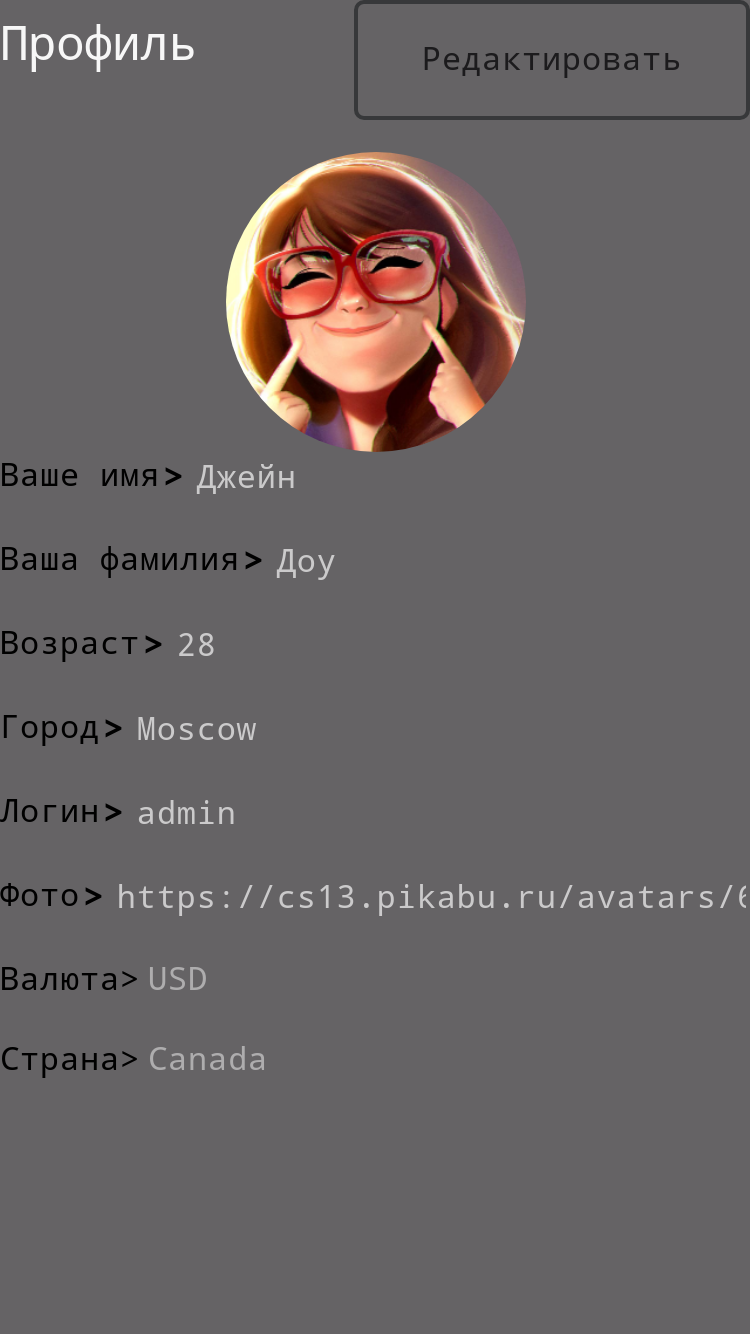 Профиль
Редактировать
Ваше имя> Джейн
Ваша фамилия> Доу
Возраст> 28
Город> Moscow
Логин> admin
Фото> https://cs13.pikabu.ru/avatars/6
Валюта> USD
Страна> Canada